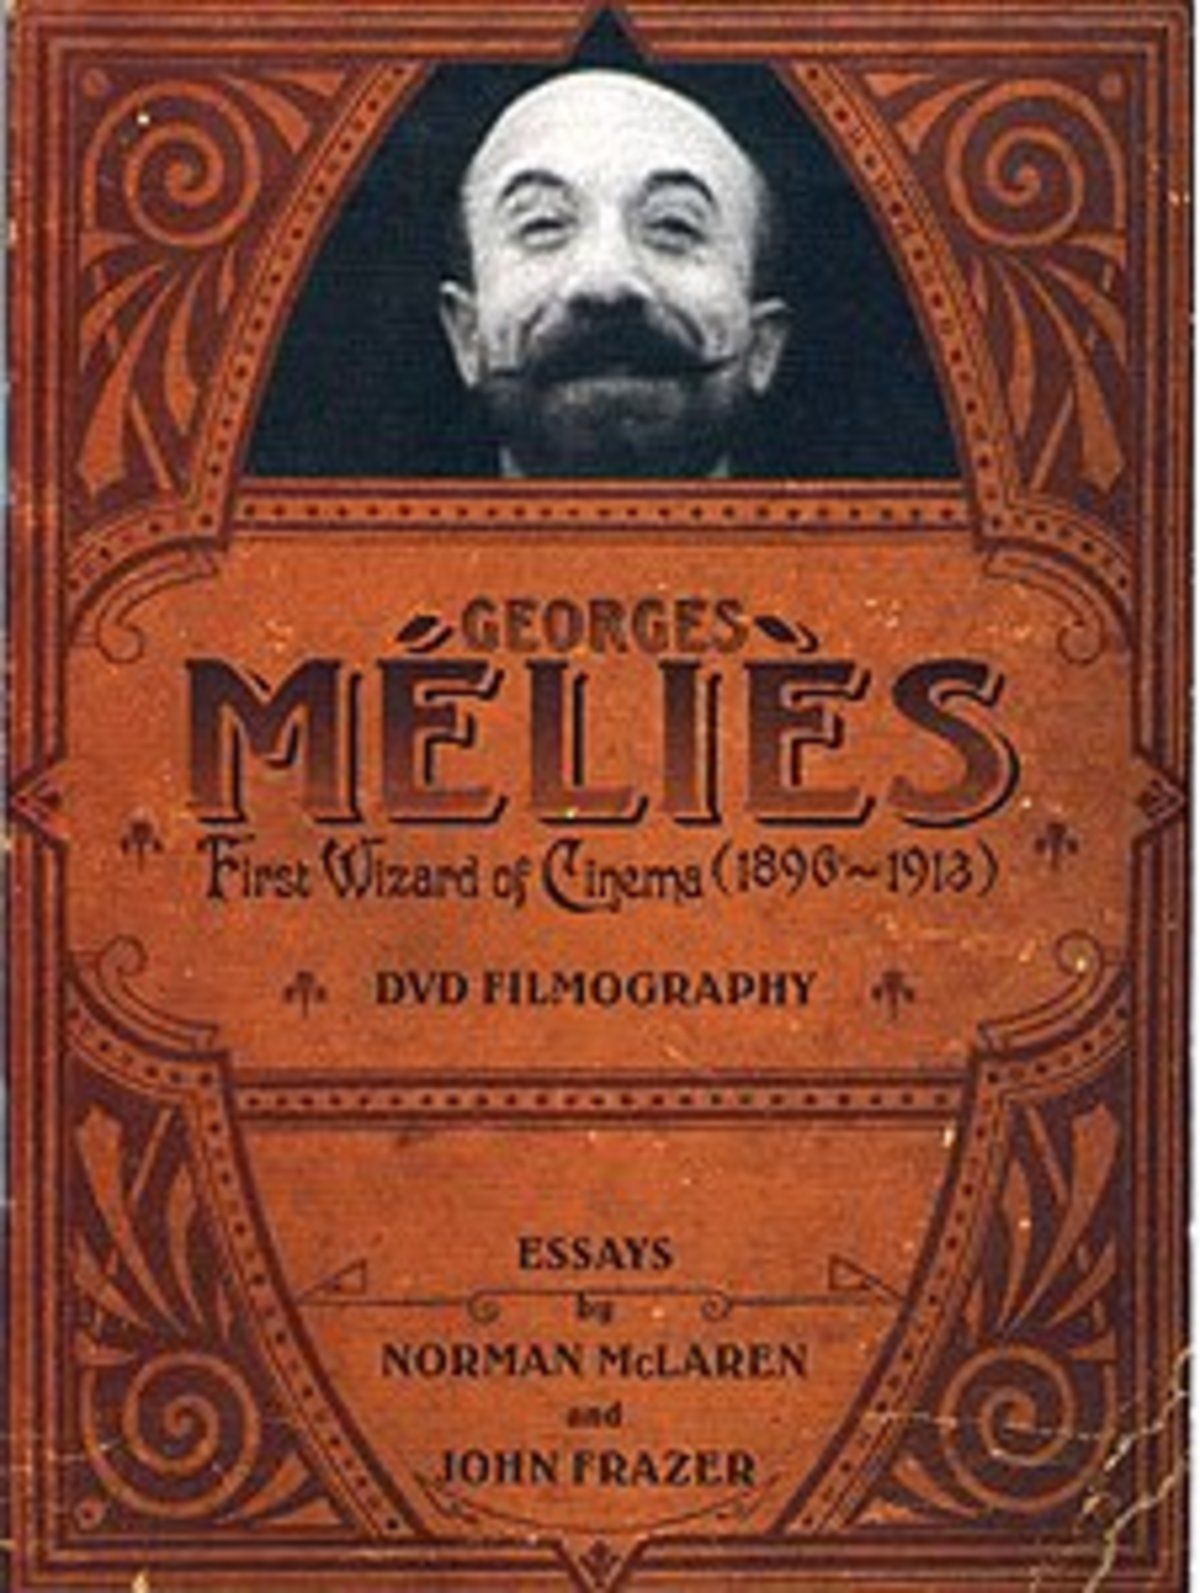 GEORGES
MÉLIÈS
First Wizard of Cinema (1896~1913)
DVD FILMOGRAPHY
ESSAYS
by
NORMAN McLAREN
and
JOHN FRAZER